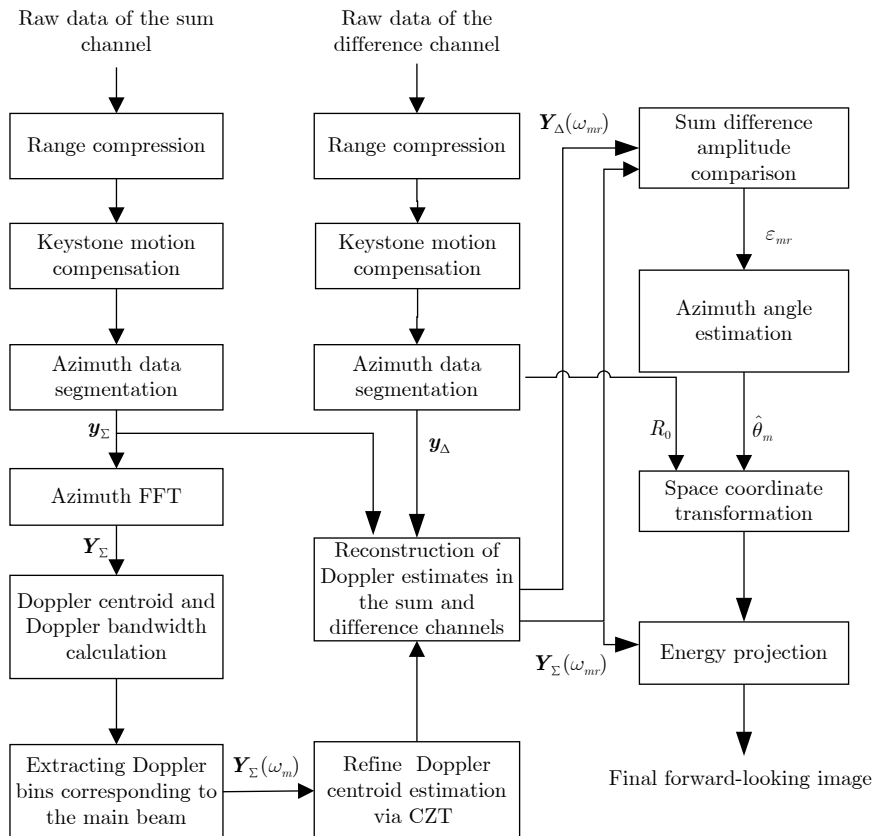 Raw data of the sum
channel
Range compression
Keystone motion
compensation
Azimuth data
segmentation
y_Σ
Azimuth FFT
Y_Σ
Doppler centroid and
Doppler bandwidth
calculation
Extracting Doppler
bins corresponding to
the main beam
Y_Σ(ω_m)
Raw data of the
difference channel
Range compression
Keystone motion
compensation
Azimuth data
segmentation
y_Δ
Reconstruction of
Doppler estimates in
the sum and
difference channels
Refine Doppler
centroid estimation
via CZT
Y_Δ(ω_mr)
Y_Σ(ω_mr)
Sum difference
amplitude
comparison
ε_mr
Azimuth angle
estimation
R_0
θ̂_m
Space coordinate
transformation
Energy projection
Final forward-looking image